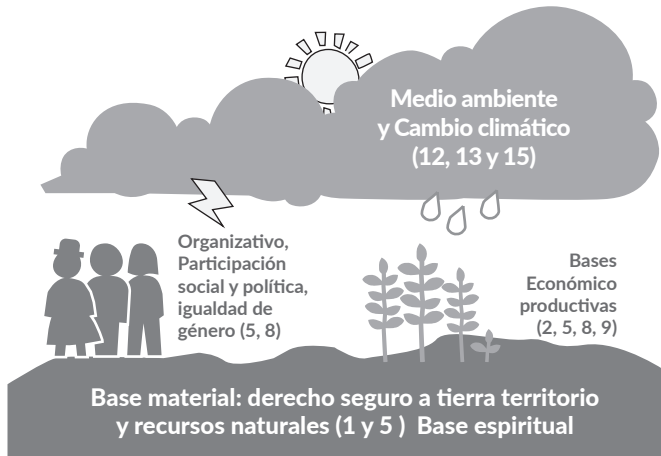 Medio ambiente
y Cambio climático
(12, 13 y 15)
Organizativo,
Participación
social y política,
igualdad de
género (5, 8)
Bases
Económico
productivas
(2, 5, 8, 9)
Base material: derecho seguro a tierra territorio
y recursos naturales (1 y 5 ) Base espiritual